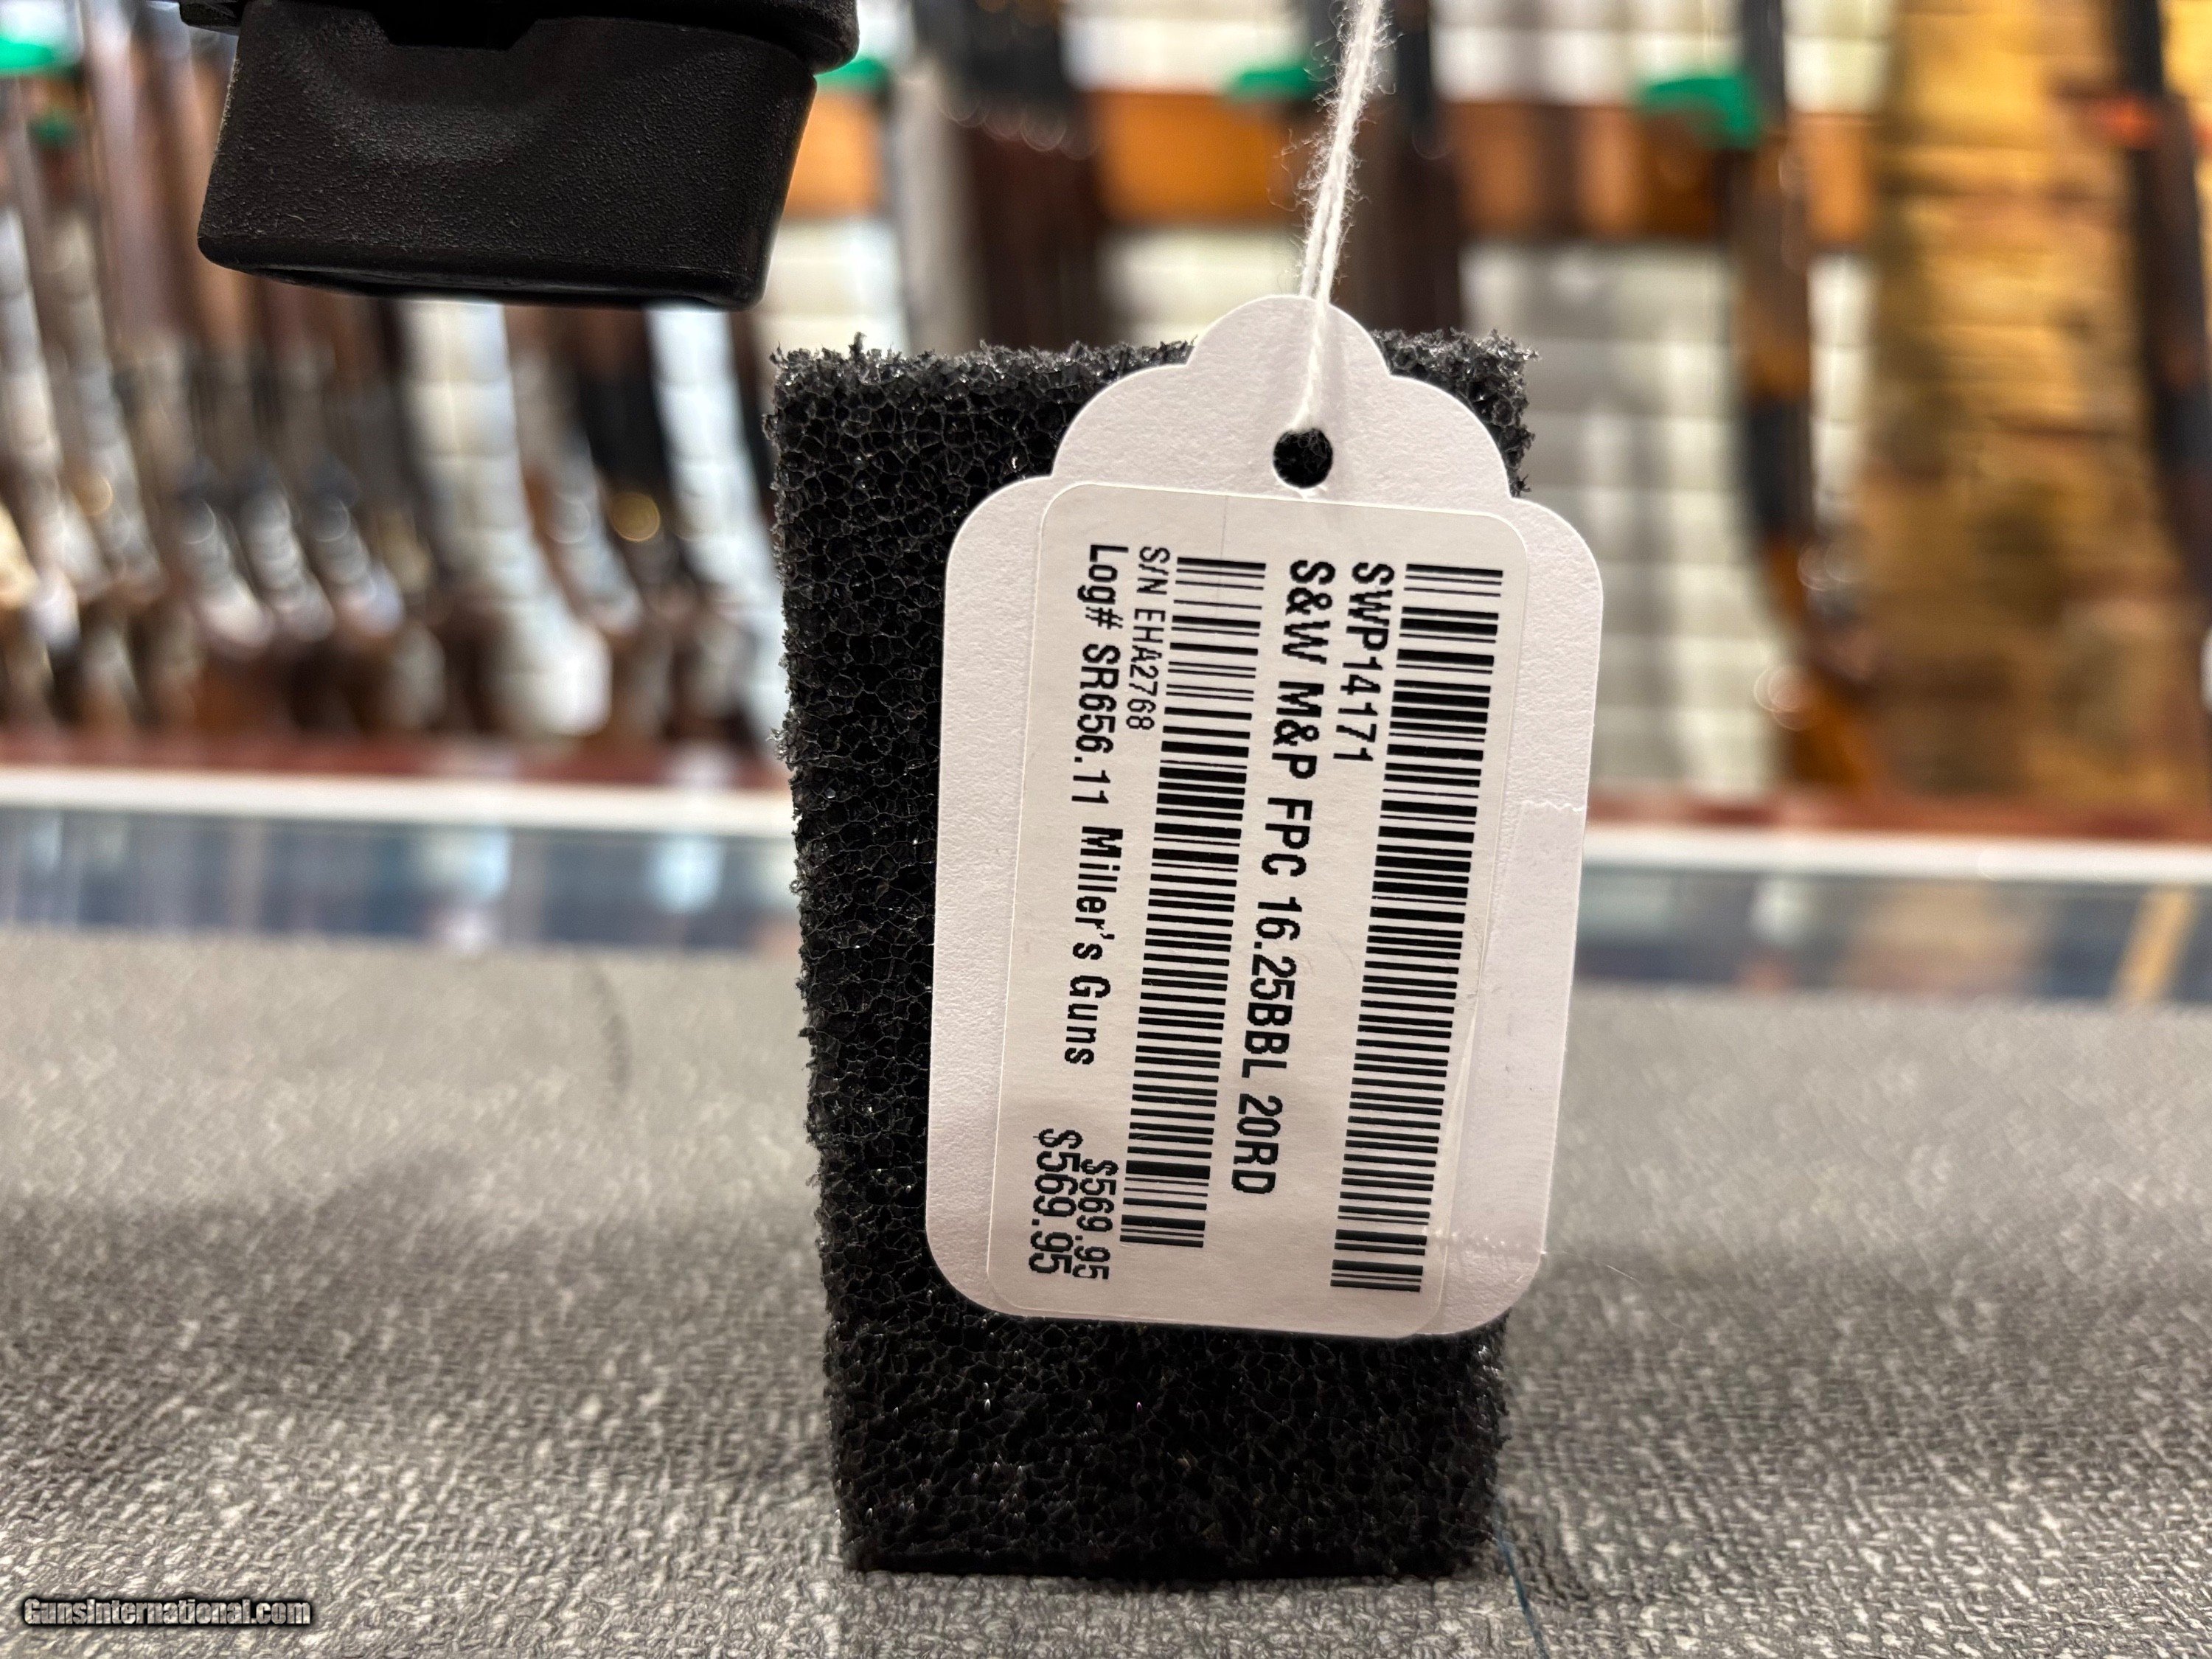 SWP14171
S&W M&P FPC 16.25BBL 20RD
S/N EHA2768
$569.95
Log# SR656.11 Miller's Guns
$569.95
GunsInternational.com